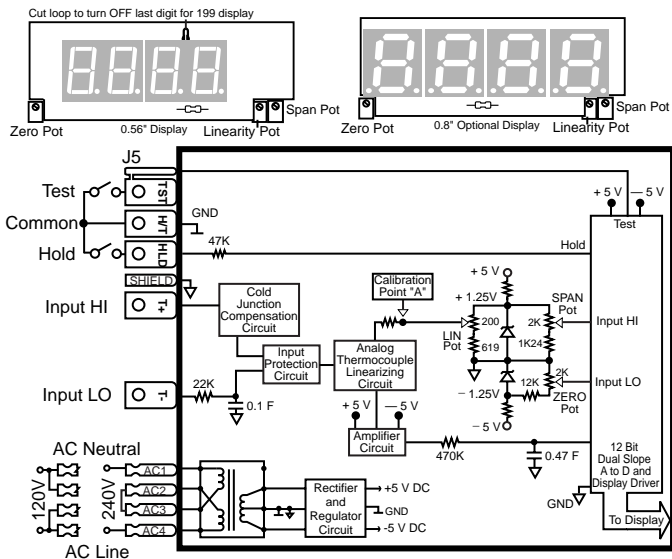 Cut loop to turn OFF last digit for 199 display
Zero Pot
0.56" Display
Linearity Pot
Span Pot
Zero Pot
0.8" Optional Display
Linearity Pot
Span Pot
J5
Test
TST
Common
H/T
GND
Hold
HLD
47K
Hold
SHIELD
Input HI
T+
Input LO
T-
22K
0.1 F
Cold
Junction
Compensation
Circuit
Input
Protection
Circuit
Calibration
Point "A"
Analog
Thermocouple
Linearizing
Circuit
+ 5 V
— 5 V
Amplifier
Circuit
470K
0.47 F
+ 5 V
+ 1.25V
200
LIN
Pot
619
SPAN
Pot
2K
1K24
Input HI
Input LO
2K
12K
ZERO
Pot
− 1.25V
− 5 V
+ 5 V
— 5 V
Test
12 Bit
Dual Slope
A to D and
Display Driver
GND
To Display
AC Neutral
120V
240V
AC1
AC2
AC3
AC4
AC Line
Rectifier
and
Regulator
Circuit
+5 V DC
GND
-5 V DC